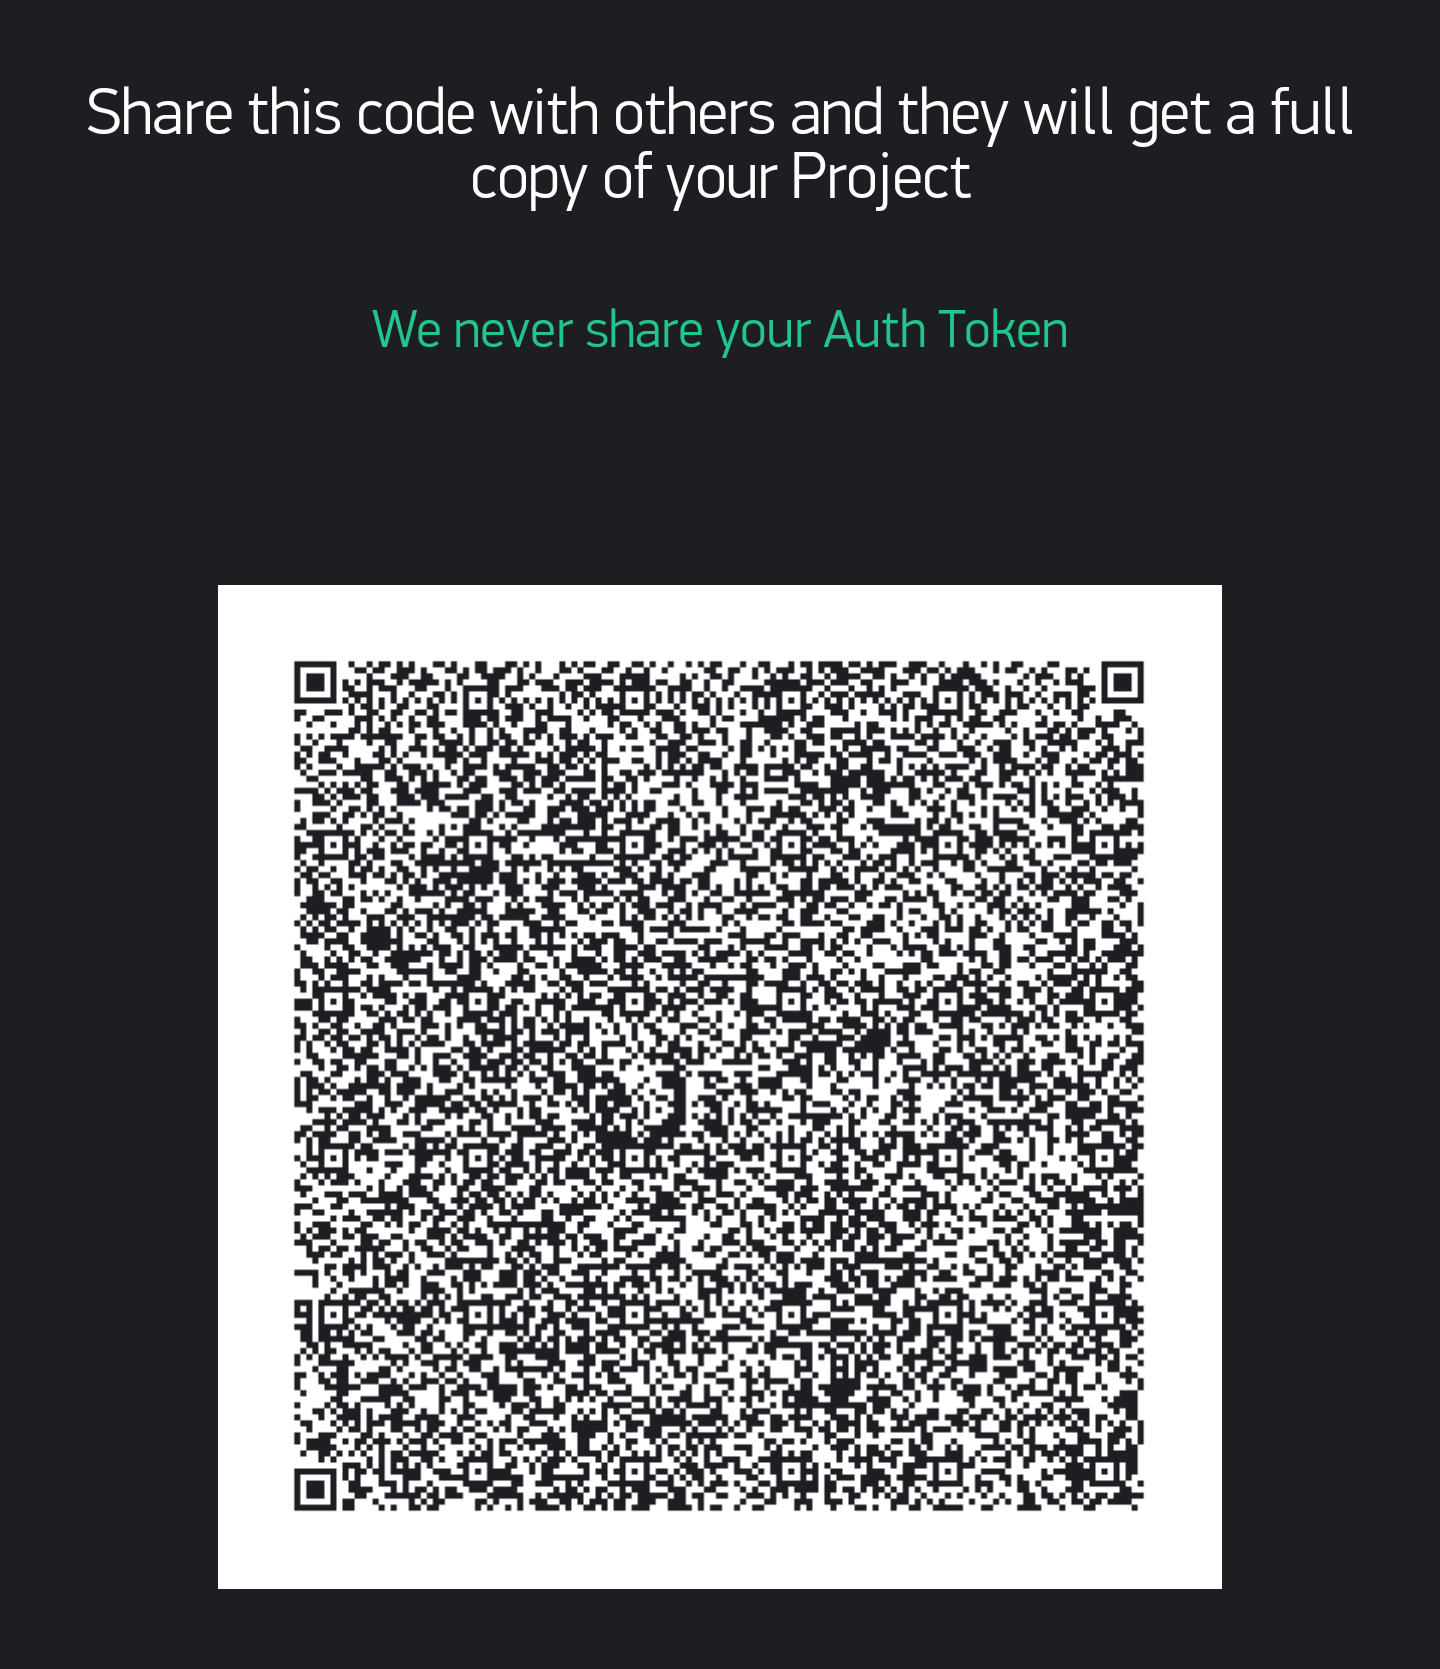 Share this code with others and they will get a full
copy of your Project
We never share your Auth Token